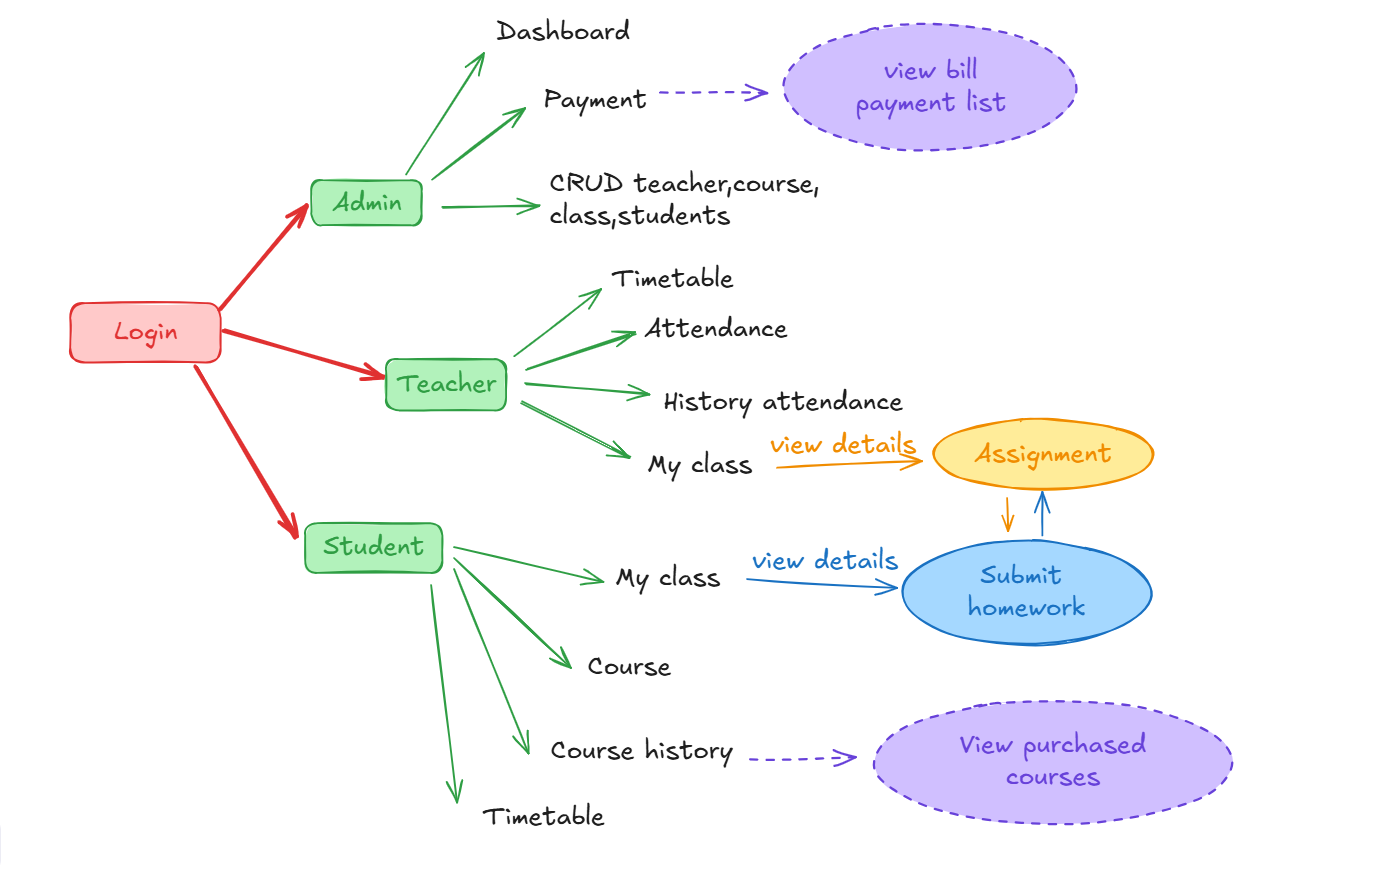 Dashboard
view bill
payment list
Payment
CRUD teacher,course,
class,students
Admin
Timetable
Login
Attendance
Teacher
History attendance
view details
Assignment
My class
Student
view details
My class
Submit
homework
Course
Course history
View purchased
courses
Timetable